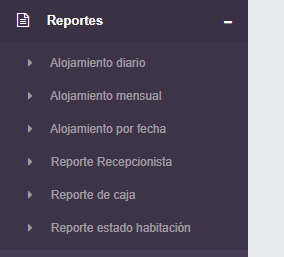 Reportes
Alojamiento diario
Alojamiento mensual
Alojamiento por fecha
Reporte Recepcionista
Reporte de caja
Reporte estado habitación